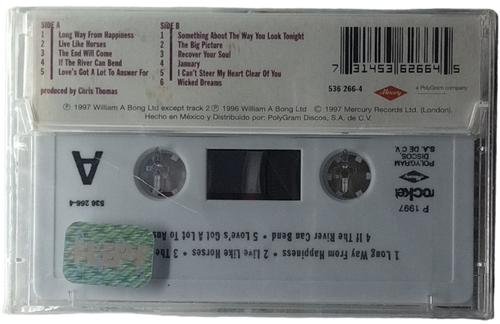 SIDE A
1 Long Way From Happiness
2 Live Like Horses
3 The End Will Come
4 If The River Can Bend
5 Love's Got A Lot To Answer For
produced by Chris Thomas
SIDE B
1 Something About The Way You Look Tonight
2 The Big Picture
3 Recover Your Soul
4 January
5 I Can't Steer My Heart Clear Of You
6 Wicked Dreams
7 31453 62664 5
536 266-4
Mercury
a PolyGram company
℗ 1997 William A Bong Ltd except track 2 ℗ 1996 William A Bong Ltd © 1997 Mercury Records Ltd. (London).
Hecho en México y Distribuido por: PolyGram Discos, S.A. de C.V.
A
536 266-4
POLYGRAM
DISCOS,
S.A. DE C.V.
rocket
P 1997
1 Long Way From Happiness • 2 Live Like Horses • 3 The
4 If The River Can Bend • 5 Love's Got A Lot To Ans